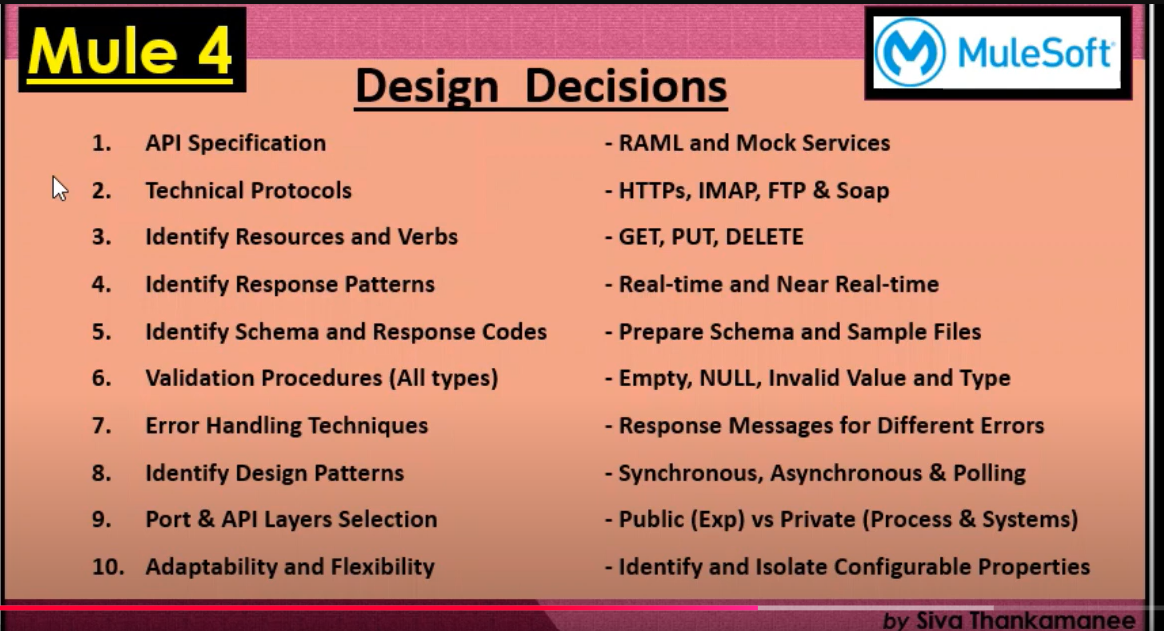 Mule 4
MuleSoft
Design Decisions
1. API Specification - RAML and Mock Services
2. Technical Protocols - HTTPs, IMAP, FTP & Soap
3. Identify Resources and Verbs - GET, PUT, DELETE
4. Identify Response Patterns - Real-time and Near Real-time
5. Identify Schema and Response Codes - Prepare Schema and Sample Files
6. Validation Procedures (All types) - Empty, NULL, Invalid Value and Type
7. Error Handling Techniques - Response Messages for Different Errors
8. Identify Design Patterns - Synchronous, Asynchronous & Polling
9. Port & API Layers Selection - Public (Exp) vs Private (Process & Systems)
10. Adaptability and Flexibility - Identify and Isolate Configurable Properties
by Siva Thankamanee